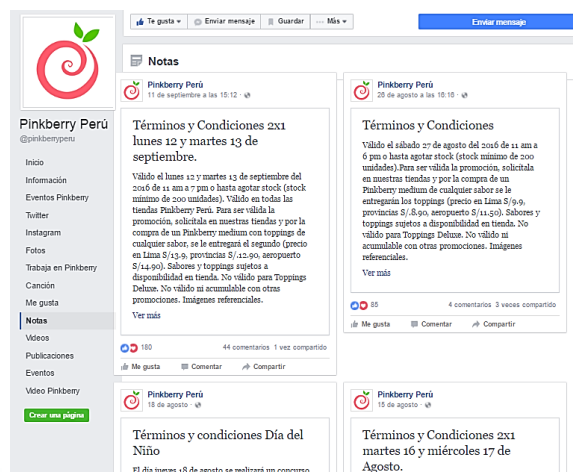 Te gusta
Enviar mensaje
Guardar
Más
Enviar mensaje
Pinkberry Perú
@pinkberryperu
Inicio
Información
Eventos Pinkberry
Twitter
Instagram
Fotos
Trabaja en Pinkberry
Canción
Me gusta
Notas
Videos
Publicaciones
Eventos
Video Pinkberry
Crear una página
Notas
Pinkberry Perú
11 de septiembre a las 15:12 ·
Términos y Condiciones 2x1
lunes 12 y martes 13 de
septiembre.
Válido el lunes 12 y martes 13 de septiembre del
2016 de 11 am a 7 pm o hasta agotar stock (stock
mínimo de 200 unidades). Válido en todas las
tiendas Pinkberry Perú. Para ser válida la
promoción, solicítala en nuestras tiendas y por la
compra de un Pinkberry medium con toppings de
cualquier sabor, se le entregará el segundo (precio
en Lima S/13.9, provincias S/.12.90, aeropuerto
S/14.90). Sabores y toppings sujetos a
disponibilidad en tienda. No válido para Toppings
Deluxe. No válido ni acumulable con otras
promociones. Imágenes referenciales.
Ver más
180
44 comentarios 1 vez compartido
Me gusta
Comentar
Compartir
Pinkberry Perú
26 de agosto a las 16:16 ·
Términos y Condiciones
Válido el sábado 27 de agosto del 2016 de 11 am a
6 pm o hasta agotar stock (stock mínimo de 200
unidades).Para ser válida la promoción, solicítala
en nuestras tiendas y por la compra de un
Pinkberry medium de cualquier sabor se le
entregarán los toppings (precio en Lima S/9.9,
provincias S/.8.90, aeropuerto S/11.50). Sabores y
toppings sujetos a disponibilidad en tienda. No
válido para Toppings Deluxe. No válido ni
acumulable con otras promociones. Imágenes
referenciales.
Ver más
85
4 comentarios 3 veces compartido
Me gusta
Comentar
Compartir
Pinkberry Perú
18 de agosto ·
Términos y condiciones Día del
Niño
El día jueves 18 de agosto se realizará un concurso
Pinkberry Perú
15 de agosto ·
Términos y Condiciones 2x1
martes 16 y miércoles 17 de
Agosto.